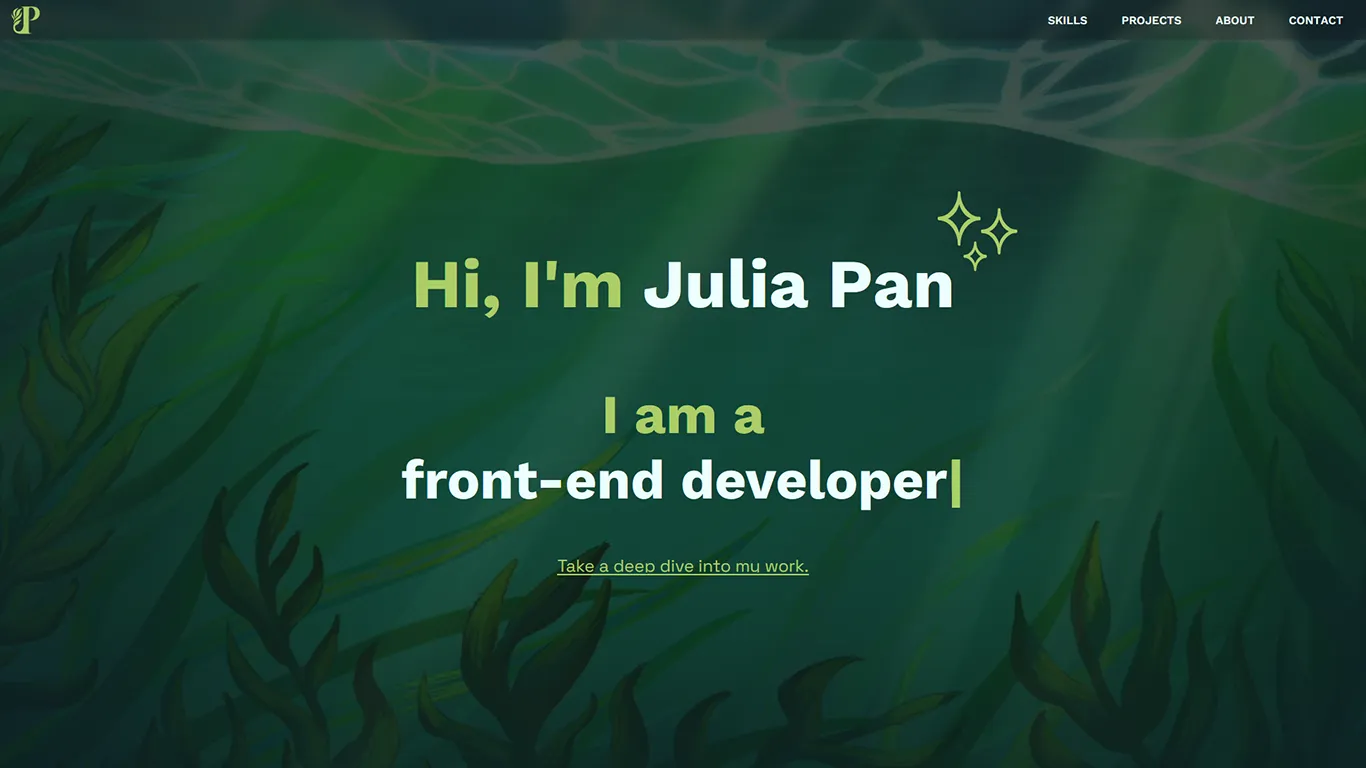 JP
SKILLS PROJECTS ABOUT CONTACT
Hi, I'm Julia Pan
I am a
front-end developer|
Take a deep dive into my work.